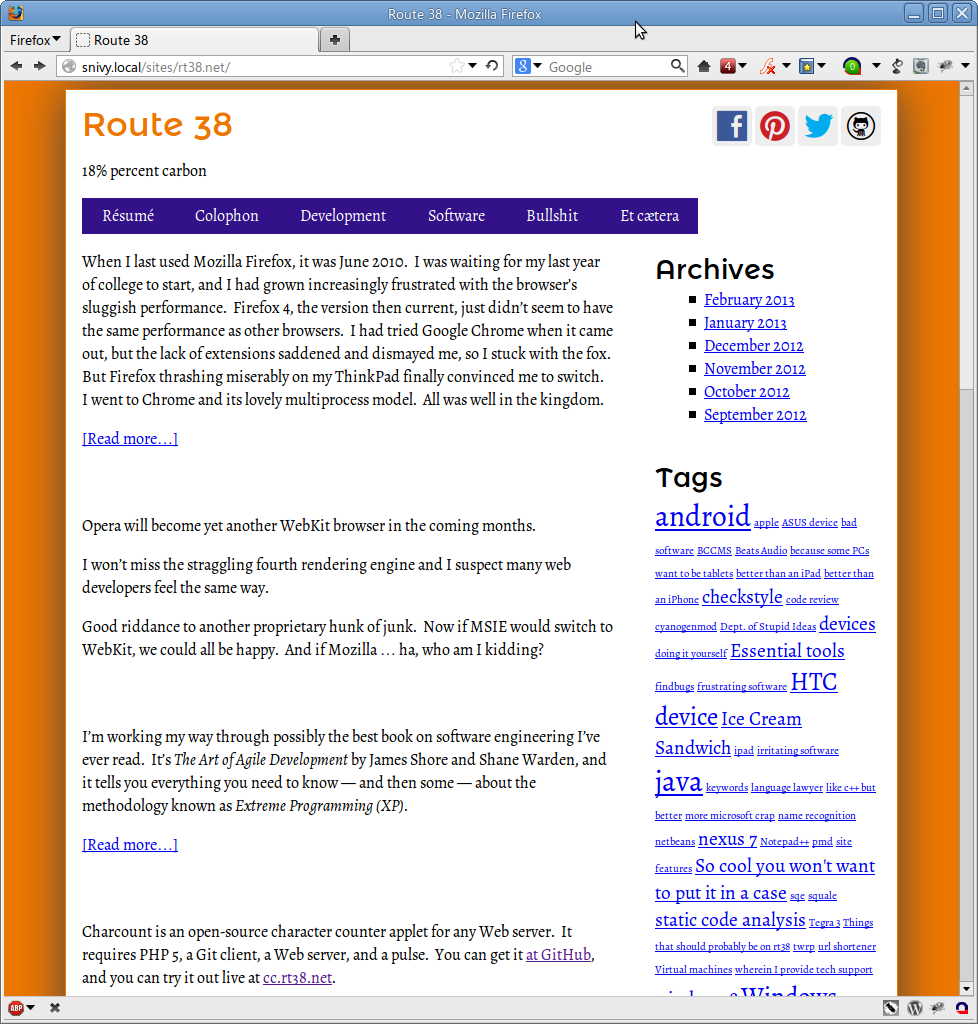 Route 38 - Mozilla Firefox
Firefox
Route 38
snivy.local/sites/rt38.net/
8
Google
4
0
Route 38
18% percent carbon
Résumé Colophon Development Software Bullshit Et cætera
When I last used Mozilla Firefox, it was June 2010. I was waiting for my last year
of college to start, and I had grown increasingly frustrated with the browser's
sluggish performance. Firefox 4, the version then current, just didn't seem to have
the same performance as other browsers. I had tried Google Chrome when it came
out, but the lack of extensions saddened and dismayed me, so I stuck with the fox.
But Firefox thrashing miserably on my ThinkPad finally convinced me to switch.
I went to Chrome and its lovely multiprocess model. All was well in the kingdom.
[Read more…]
Opera will become yet another WebKit browser in the coming months.
I won't miss the straggling fourth rendering engine and I suspect many web
developers feel the same way.
Good riddance to another proprietary hunk of junk. Now if MSIE would switch to
WebKit, we could all be happy. And if Mozilla … ha, who am I kidding?
I'm working my way through possibly the best book on software engineering I've
ever read. It's The Art of Agile Development by James Shore and Shane Warden, and
it tells you everything you need to know — and then some — about the
methodology known as Extreme Programming (XP).
[Read more…]
Charcount is an open-source character counter applet for any Web server. It
requires PHP 5, a Git client, a Web server, and a pulse. You can get it at GitHub,
and you can try it out live at cc.rt38.net.
Archives
February 2013
January 2013
December 2012
November 2012
October 2012
September 2012
Tags
android apple ASUS device bad
software BCCMS Beats Audio because some PCs
want to be tablets better than an iPad better than
an iPhone checkstyle code review
cyanogenmod Dept. of Stupid Ideas devices
doing it yourself Essential tools
findbugs frustrating software HTC
device Ice Cream
Sandwich ipad irritating software
java keywords language lawyer like c++ but
better more microsoft crap name recognition
netbeans nexus 7 Notepad++ pmd site
features So cool you won't want
to put it in a case sqe squale
static code analysis Tegra 3 Things
that should probably be on rt38 twrp url shortener
Virtual machines wherein I provide tech support
Windows
ABP